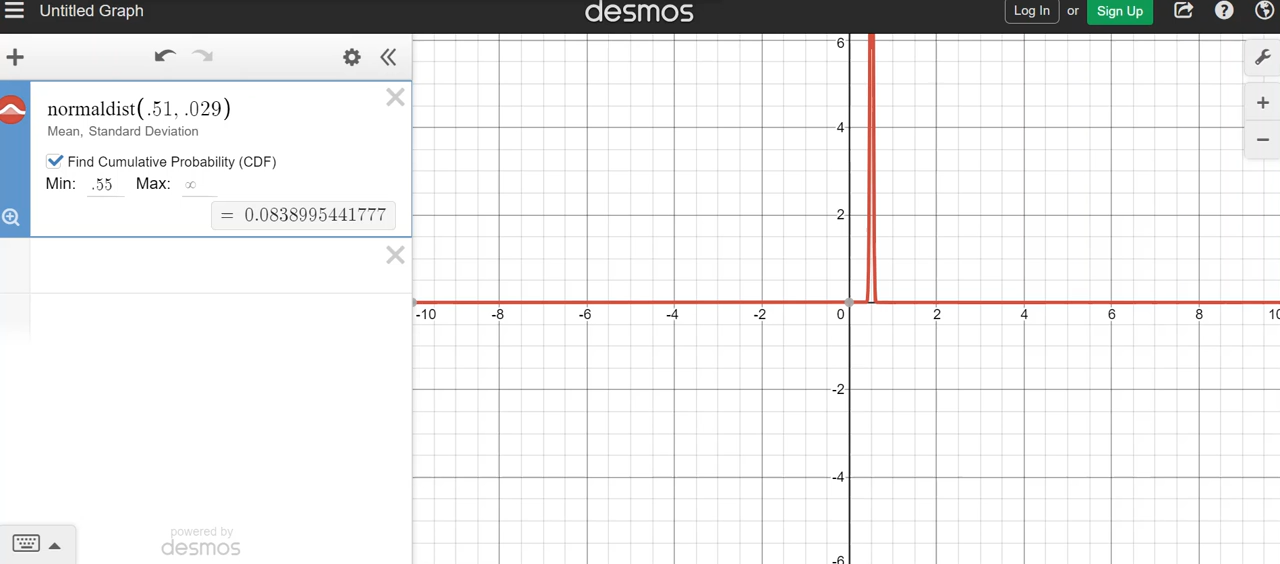 Untitled Graph
desmos
Log In or Sign Up
normaldist(.51, .029)
Mean, Standard Deviation
Find Cumulative Probability (CDF)
Min: .55 Max: ∞
= 0.0838995441777
powered by
desmos
6
4
2
-10 -8 -6 -4 -2 0 2 4 6 8 10
-2
-4
-6